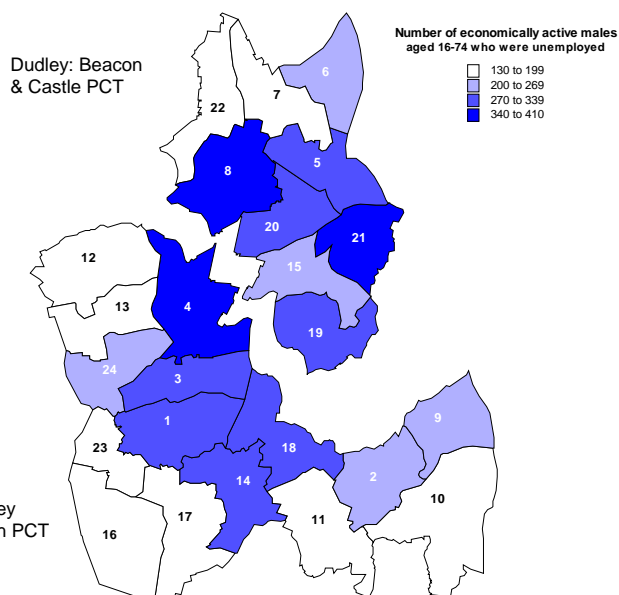 Number of economically active males
aged 16-74 who were unemployed
130 to 199
200 to 269
270 to 339
340 to 410
Dudley: Beacon
& Castle PCT
6
7
22
5
8
20
21
12
15
13
4
19
24
3
9
1
23
18
2
14
10
17
11
16
ey
n PCT